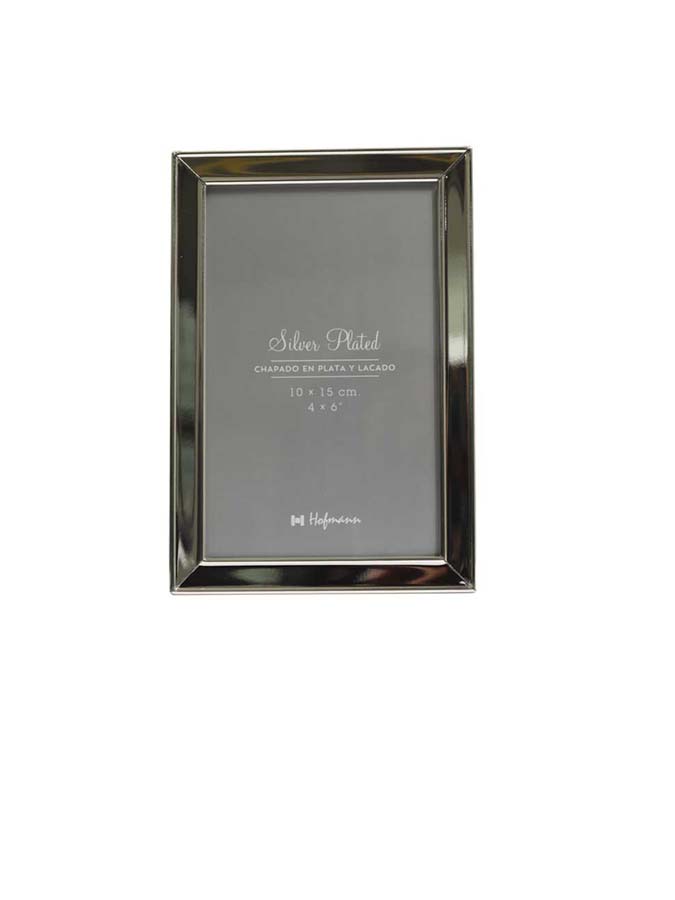 Silver Plated
CHAPADO EN PLATA Y LACADO
10 x 15 cm.
4 x 6"
Hofmann